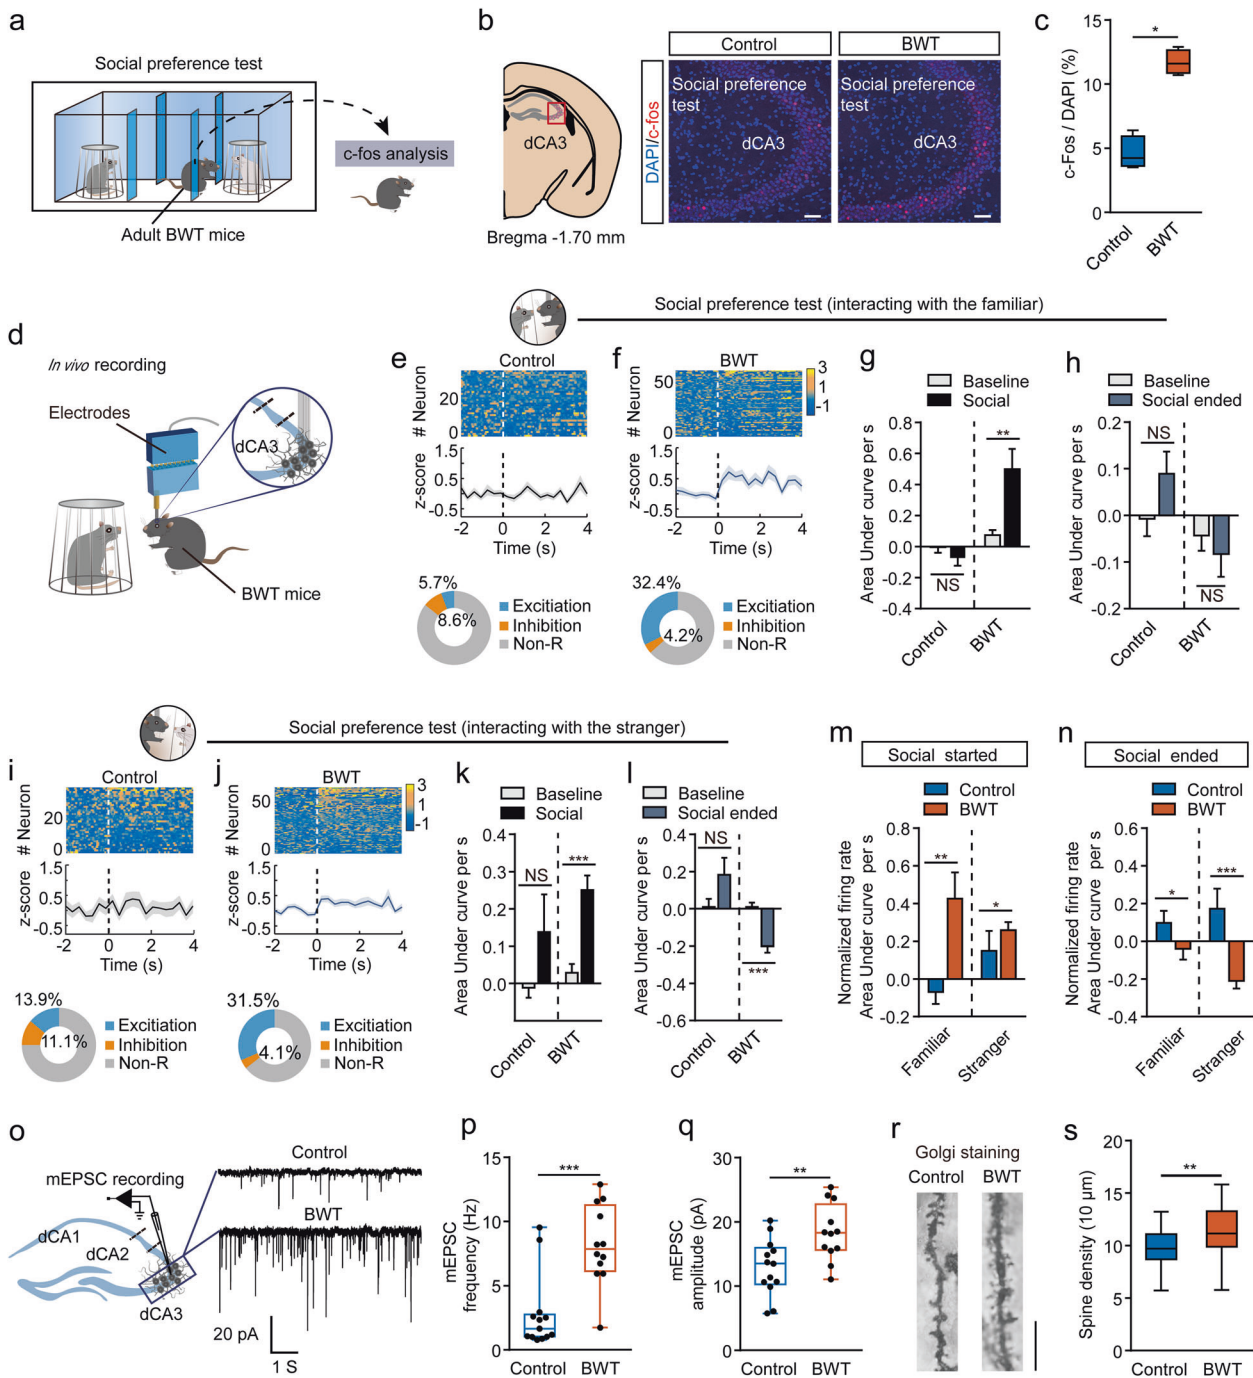 a
Social preference test
c-fos analysis
Adult BWT mice
b
Control
BWT
DAPI/c-fos
Social preference
test
dCA3
Social preference
test
dCA3
dCA3
Bregma -1.70 mm
c
c-Fos / DAPI (%)
15
10
5
0
*
Control
BWT
Social preference test (interacting with the familiar)
d
In vivo recording
Electrodes
dCA3
BWT mice
e
Control
# Neuron
20
0
z-score
1.5
0.5
-0.5
-2
0
2
4
Time (s)
5.7%
8.6%
Excitiation
Inhibition
Non-R
f
BWT
# Neuron
50
0
3
1
-1
z-score
1.5
0.5
-0.5
-2
0
2
4
Time (s)
32.4%
4.2%
Excitiation
Inhibition
Non-R
g
Baseline
Social
Area Under curve per s
0.8
0.6
0.4
0.2
0.0
-0.2
-0.4
**
NS
Control
BWT
h
Baseline
Social ended
Area Under curve per s
0.2
0.1
0.0
-0.1
-0.2
NS
NS
Control
BWT
Social preference test (interacting with the stranger)
i
Control
# Neuron
20
0
z-score
1.5
0.5
-0.5
-2
0
2
4
Time (s)
13.9%
11.1%
Excitiation
Inhibition
Non-R
j
BWT
# Neuron
50
0
3
1
-1
z-score
1.5
0.5
-0.5
-2
0
2
4
Time (s)
31.5%
4.1%
Excitiation
Inhibition
Non-R
k
Baseline
Social
Area Under curve per s
0.4
0.3
0.2
0.1
0.0
-0.1
NS
***
Control
BWT
l
Baseline
Social ended
Area Under curve per s
0.4
0.2
0.0
-0.2
-0.4
-0.6
NS
***
Control
BWT
m
Social started
Control
BWT
Normalized firing rate
Area Under curve per s
0.8
0.6
0.4
0.2
0.0
-0.2
**
*
Familiar
Stranger
n
Social ended
Control
BWT
Normalized firing rate
Area Under curve per s
0.6
0.4
0.2
0.0
-0.2
-0.4
*
***
Familiar
Stranger
o
mEPSC recording
dCA1
dCA2
dCA3
Control
BWT
20 pA
1 S
p
mEPSC
frequency (Hz)
15
10
5
0
***
Control
BWT
q
mEPSC
amplitude (pA)
30
20
10
0
**
Control
BWT
r
Golgi staining
Control
BWT
s
Spine density (10 μm)
20
15
10
5
0
**
Control
BWT